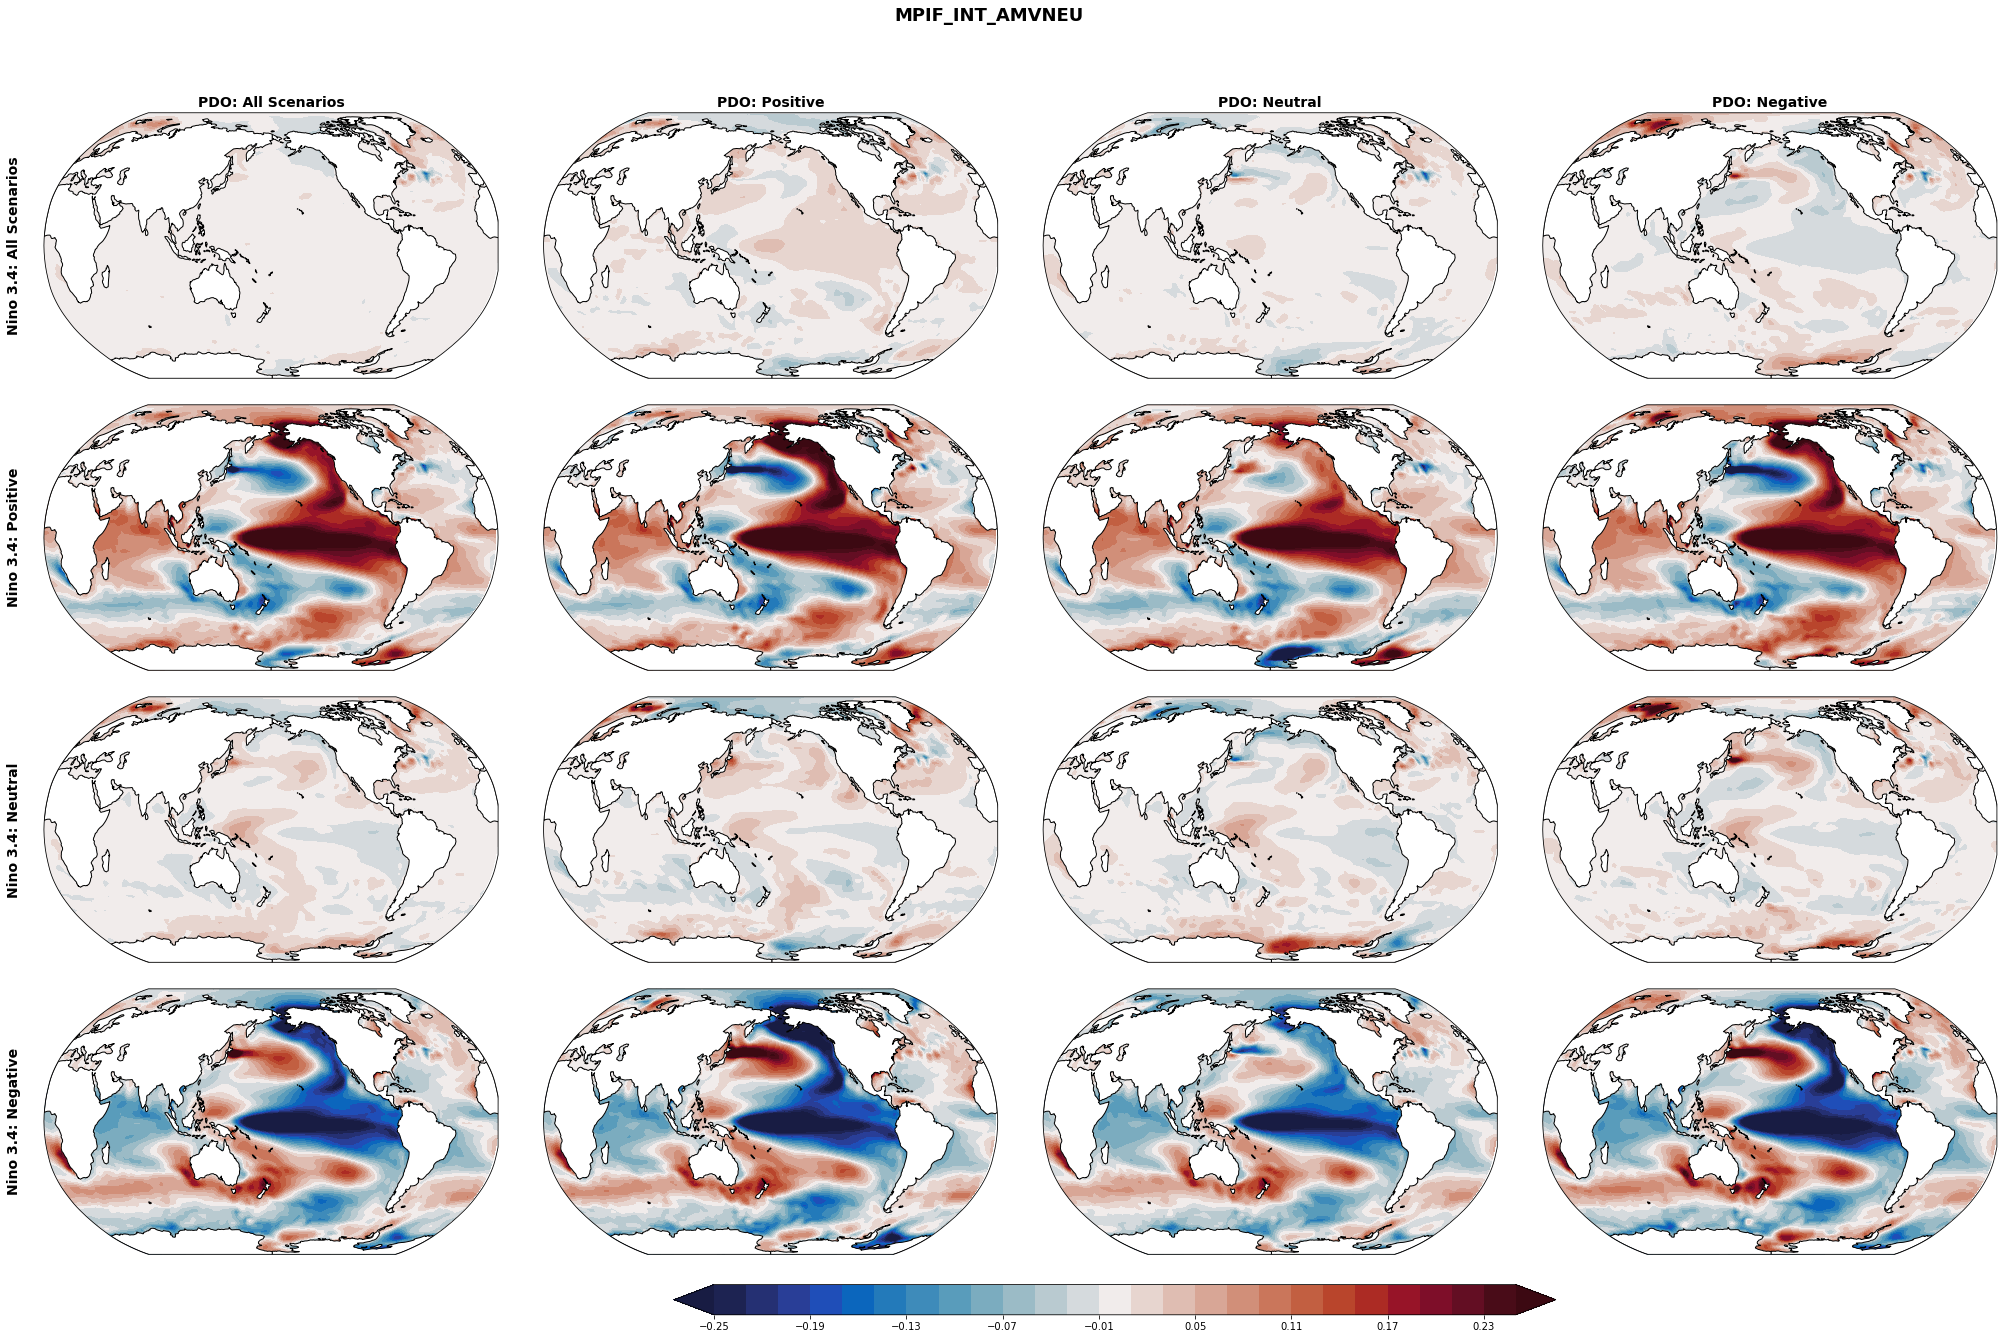 MPIF_INT_AMVNEU
PDO: All Scenarios
PDO: Positive
PDO: Neutral
PDO: Negative
Nino 3.4: All Scenarios
Nino 3.4: Positive
Nino 3.4: Neutral
Nino 3.4: Negative
−0.25 −0.19 −0.13 −0.07 −0.01 0.05 0.11 0.17 0.23